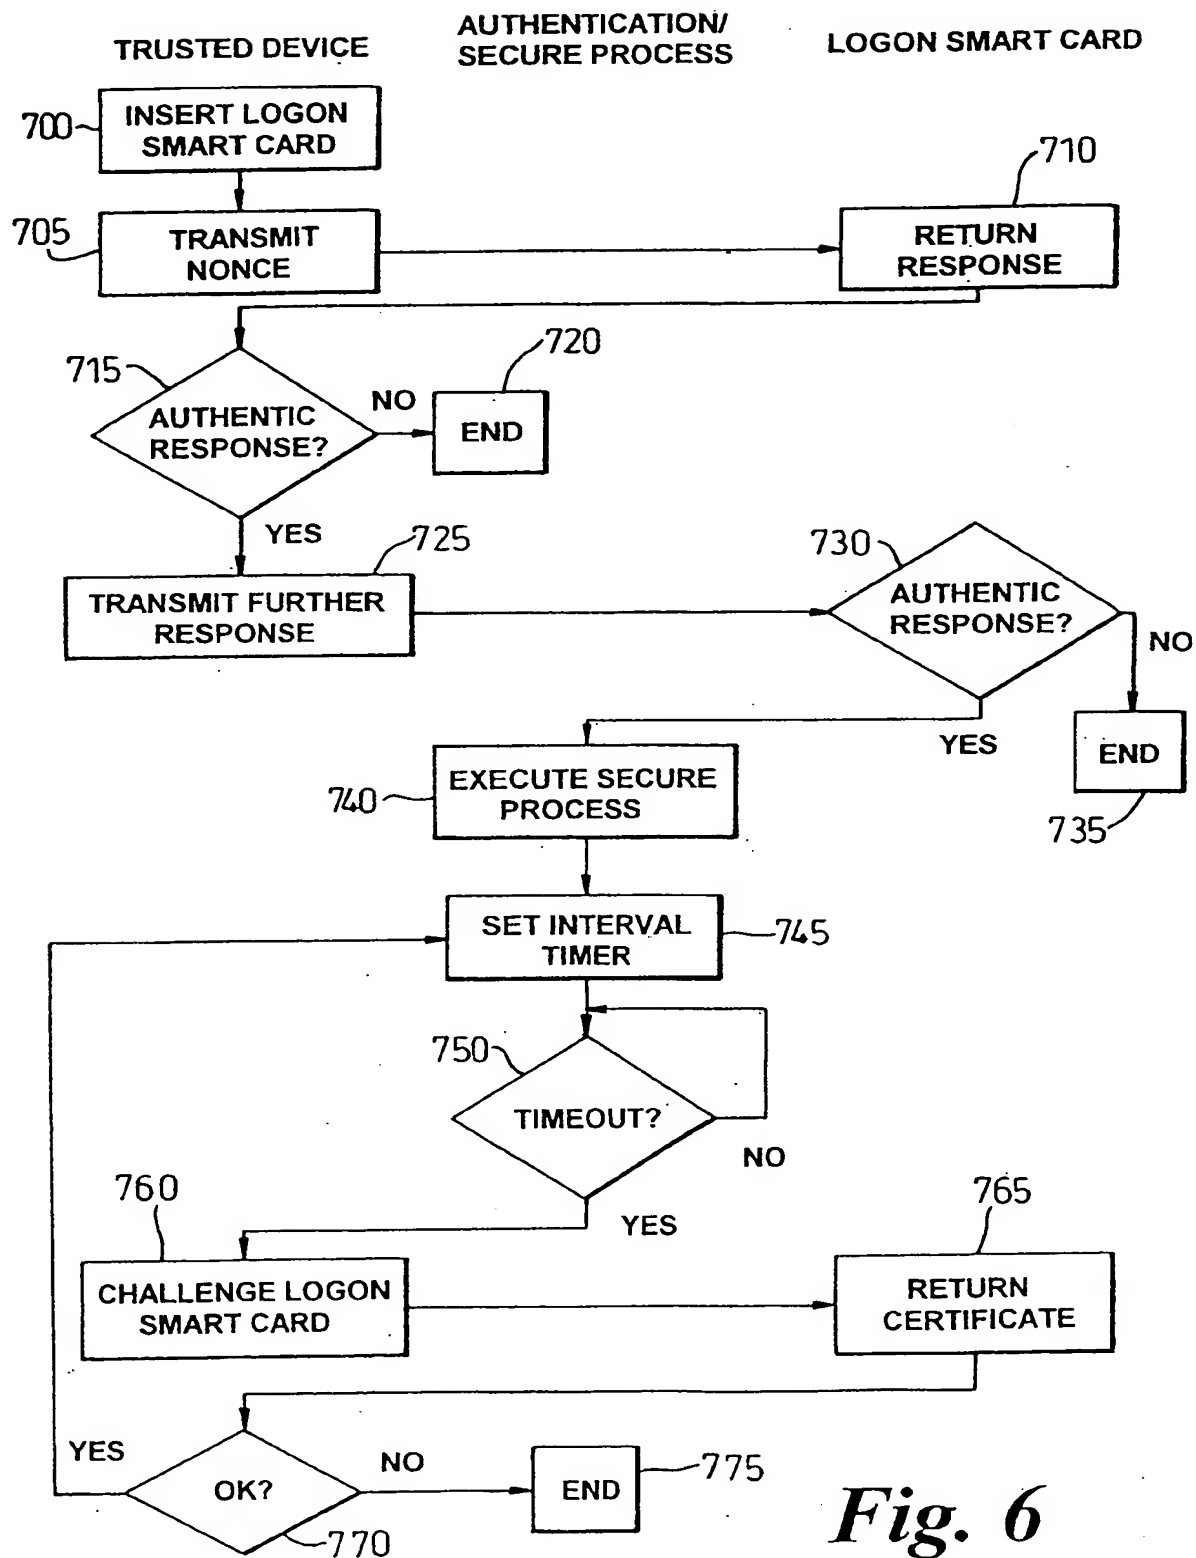 TRUSTED DEVICE
AUTHENTICATION/
SECURE PROCESS
LOGON SMART CARD
700
INSERT LOGON
SMART CARD
705
TRANSMIT
NONCE
710
RETURN
RESPONSE
715
AUTHENTIC
RESPONSE?
NO
720
END
YES
725
TRANSMIT FURTHER
RESPONSE
730
AUTHENTIC
RESPONSE?
NO
YES
END
735
740
EXECUTE SECURE
PROCESS
SET INTERVAL
TIMER
745
750
TIMEOUT?
NO
YES
760
CHALLENGE LOGON
SMART CARD
765
RETURN
CERTIFICATE
YES
OK?
770
NO
END
775
Fig. 6